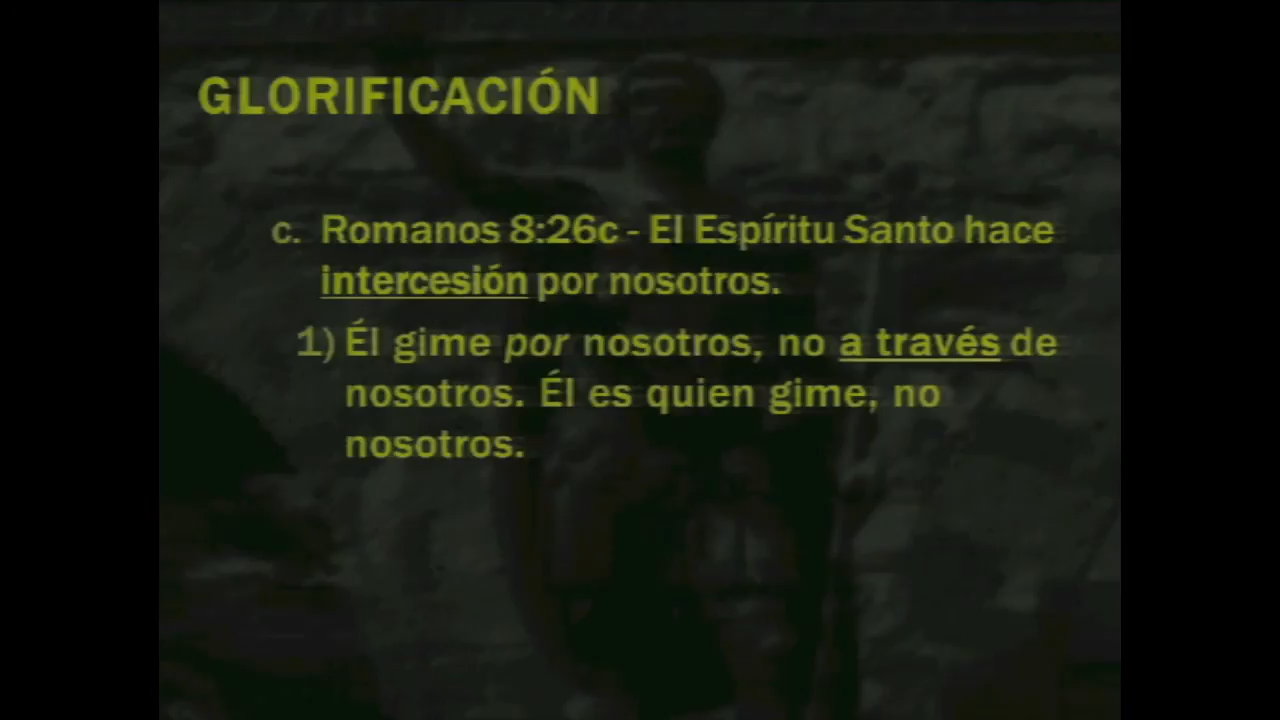 GLORIFICACIÓN
c. Romanos 8:26c - El Espíritu Santo hace
intercesión por nosotros.
1) Él gime por nosotros, no a través de
nosotros. Él es quien gime, no
nosotros.